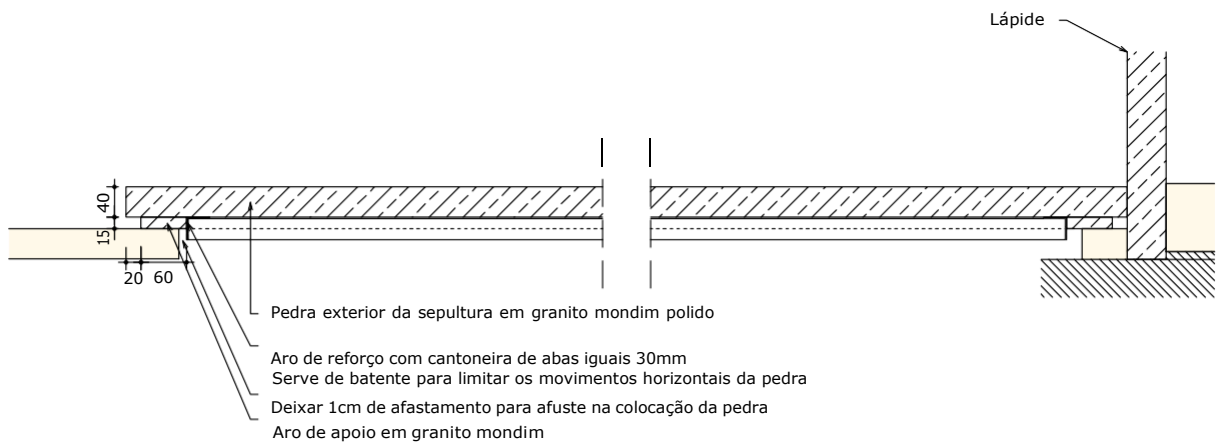 Lápide
40
15
20
60
Pedra exterior da sepultura em granito mondim polido
Aro de reforço com cantoneira de abas iguais 30mm
Serve de batente para limitar os movimentos horizontais da pedra
Deixar 1cm de afastamento para afuste na colocação da pedra
Aro de apoio em granito mondim